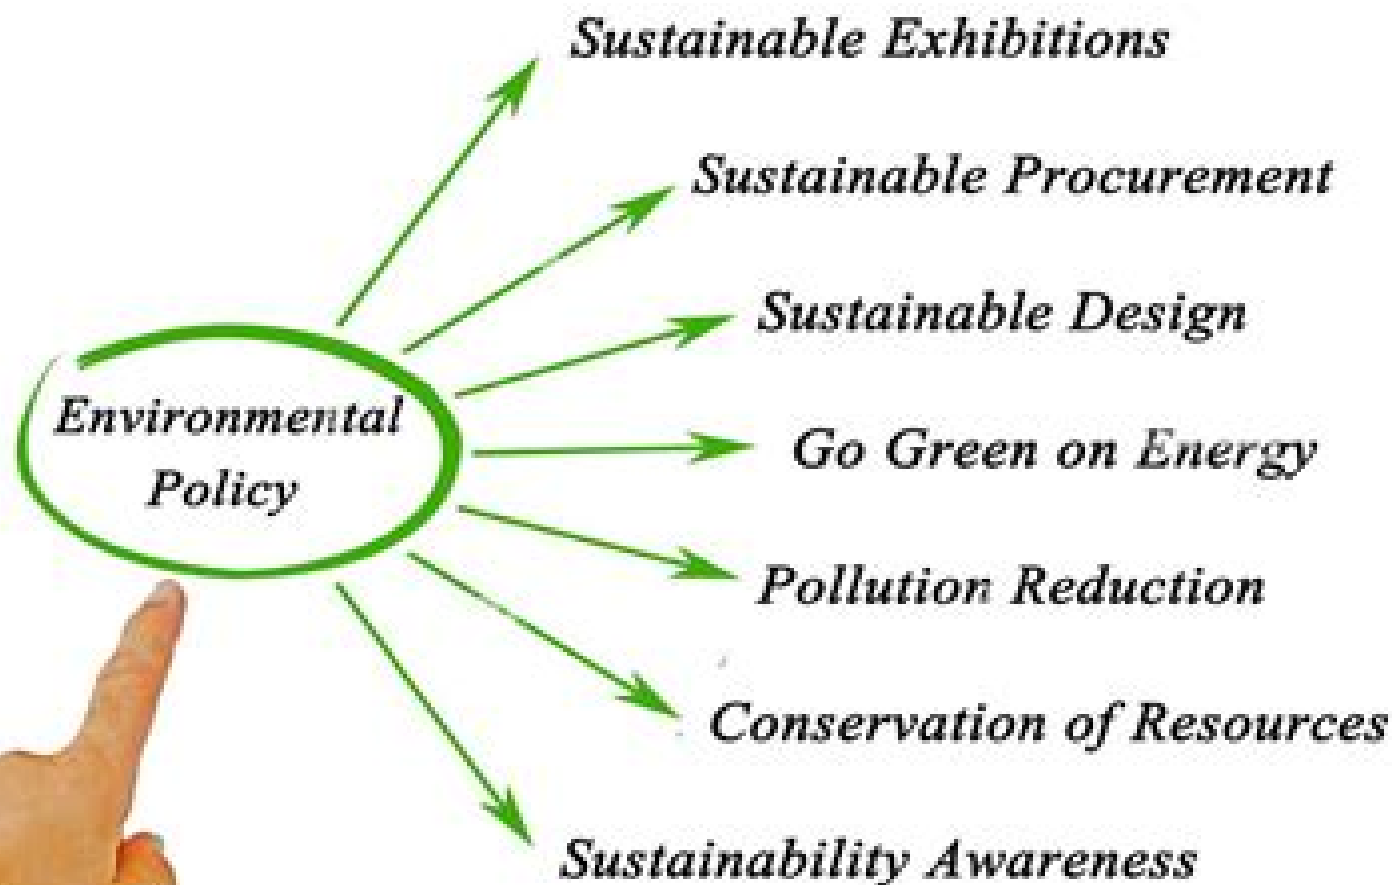 Sustainable Exhibitions
Sustainable Procurement
Sustainable Design
Environmental
Policy
Go Green on Energy
Pollution Reduction
Conservation of Resources
Sustainability Awareness